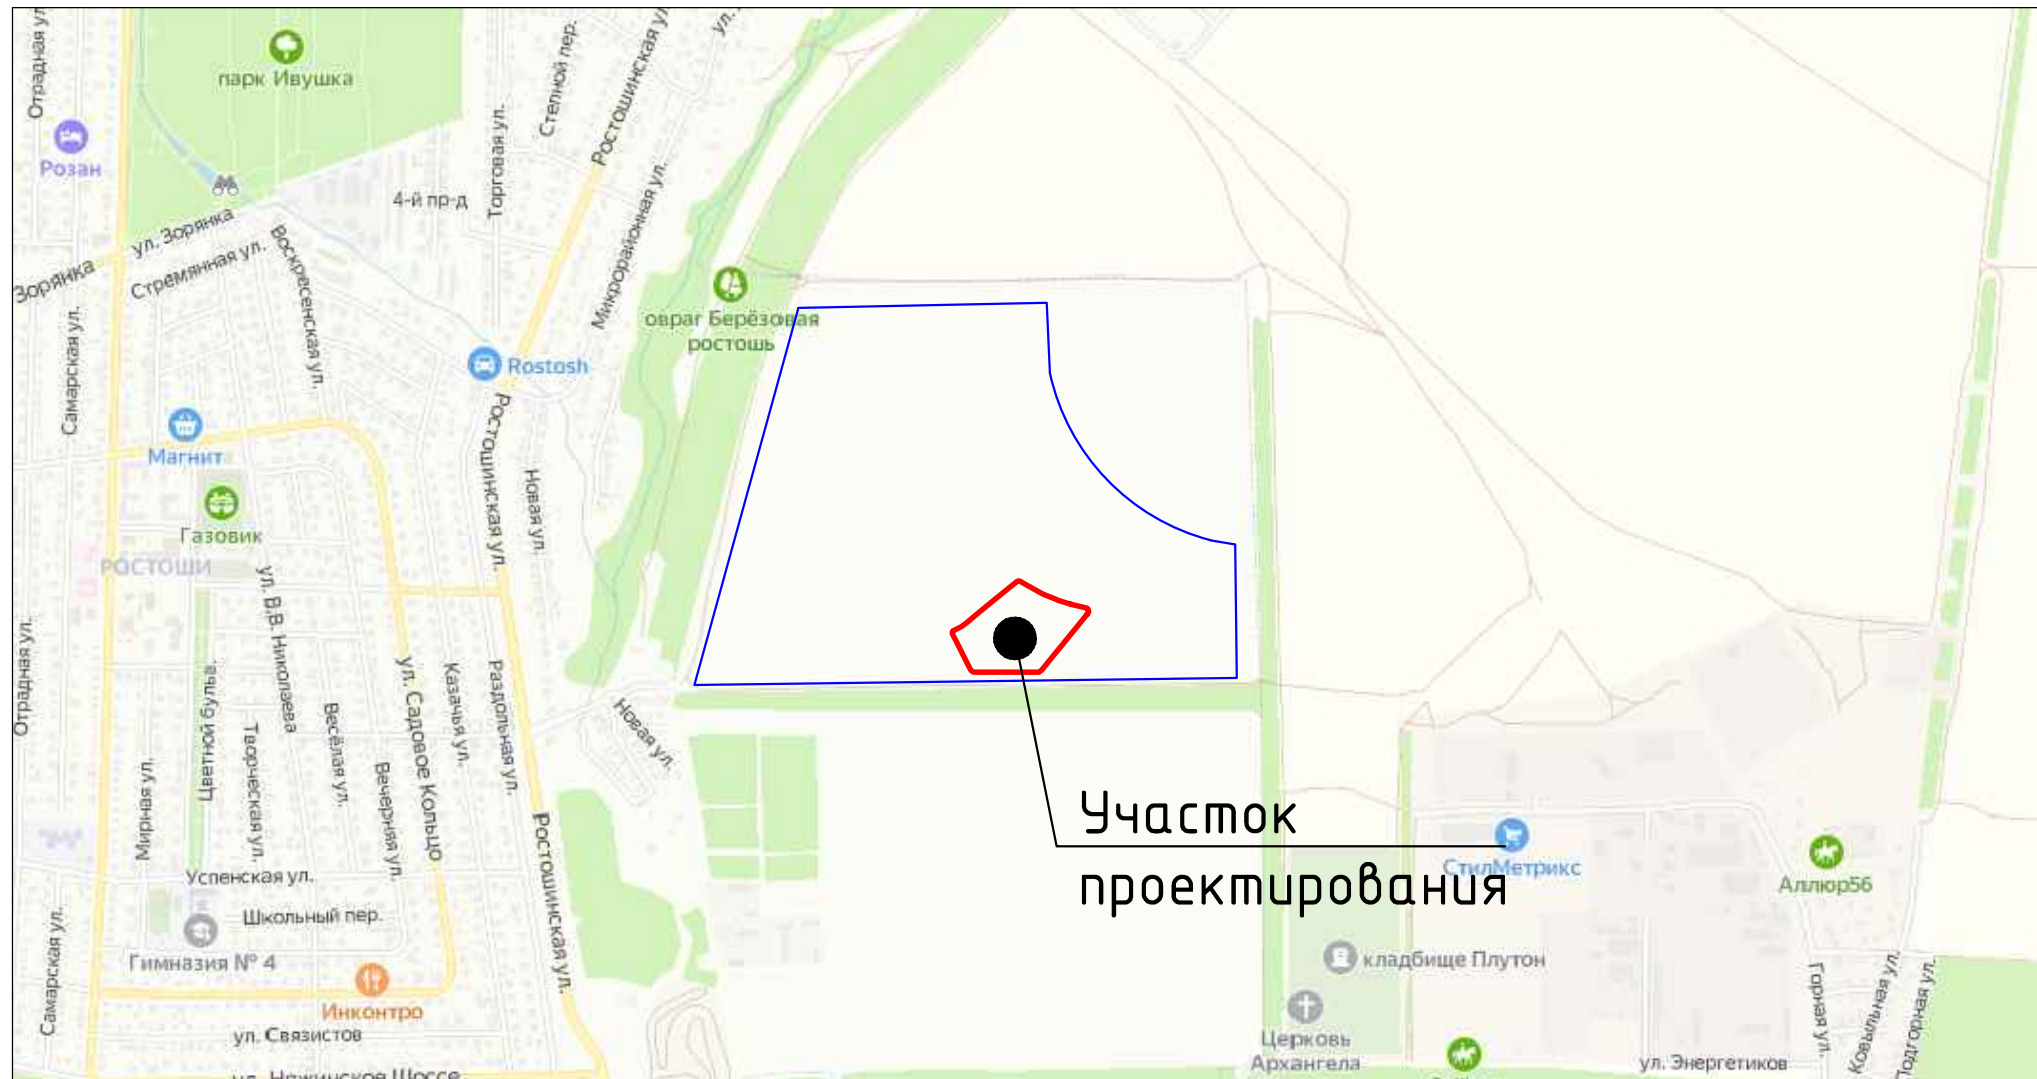 Отрадная ул.
парк Ивушка
Степной пер.
Ростошинская ул.
ул.
Розан
4-й пр-д
Торговая ул.
Микрорайонная ул.
ул. Зорянка
Зорянка
Стремянная ул.
Воскресенская ул.
овраг Берёзовая
ростошь
Самарская ул.
Rostosh
Магнит
Ростошинская ул.
Новая ул.
Газовик
РОСТОШИ
ул. В.В. Николаева
Отрадная ул.
Цветной бульв.
Творческая ул.
Весёлая ул.
ул. Садовое Кольцо
Казачья ул.
Раздольная ул.
Новая ул.
Мирная ул.
Вечерняя ул.
Ростошинская ул.
Участок
проектирования
СтилМетрикс
Аллюр56
Успенская ул.
Школьный пер.
Самарская ул.
Гимназия № 4
Инконтро
ул. Связистов
ул. Нежинское Шоссе
кладбище Плутон
Церковь
Архангела
Горная ул.
Ковыльная ул.
Подгорная ул.
ул. Энергетиков